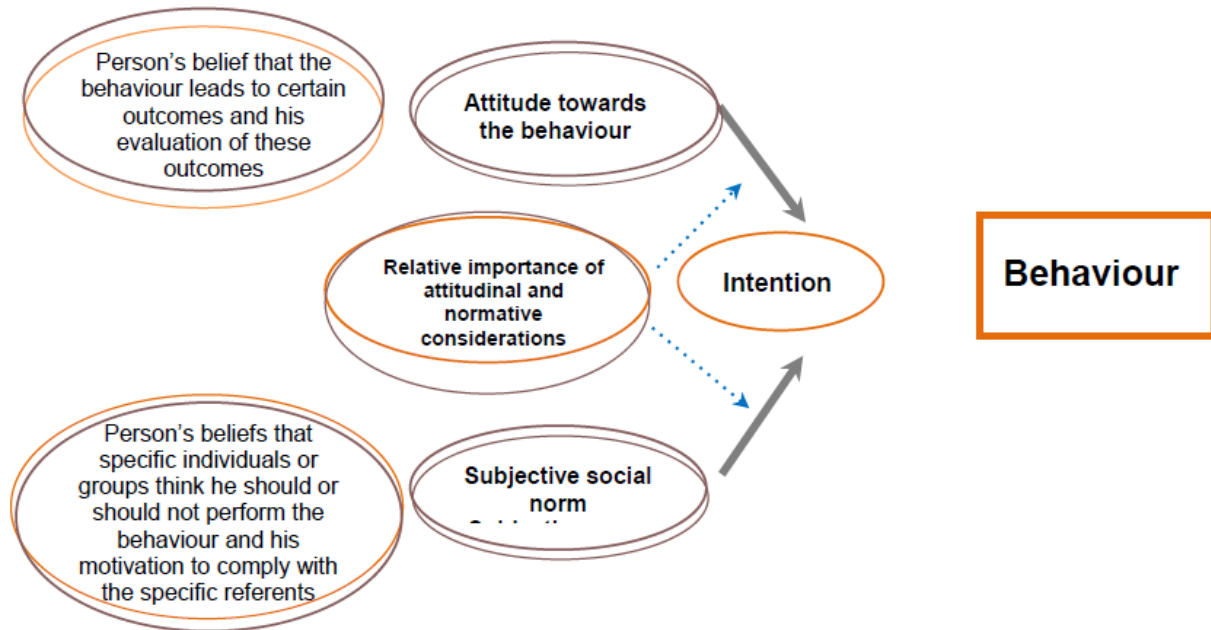 Person's belief that the
behaviour leads to certain
outcomes and his
evaluation of these
outcomes
Attitude towards
the behaviour
Relative importance of
attitudinal and
normative
considerations
Intention
Behaviour
Person's beliefs that
specific individuals or
groups think he should or
should not perform the
behaviour and his
motivation to comply with
the specific referents
Subjective social
norm